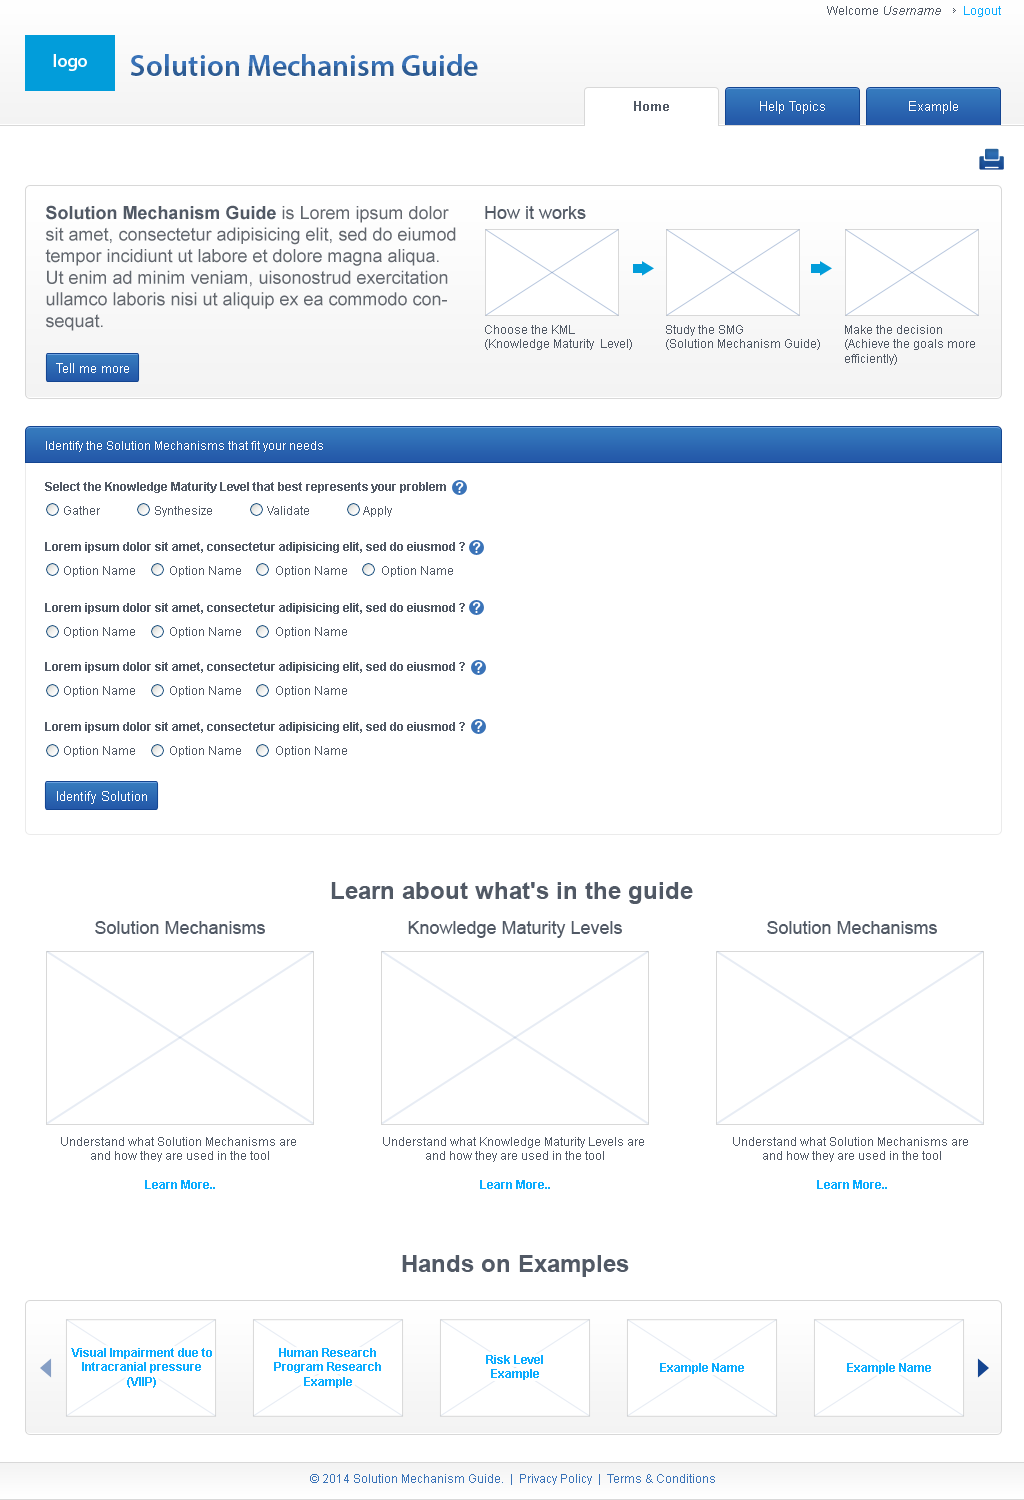 Welcome Username › Logout
logo
Solution Mechanism Guide
Home
Help Topics
Example
Solution Mechanism Guide is Lorem ipsum dolor
sit amet, consectetur adipisicing elit, sed do eiumod
tempor incidiunt ut labore et dolore magna aliqua.
Ut enim ad minim veniam, uisonostrud exercitation
ullamco laboris nisi ut aliquip ex ea commodo con-
sequat.
Tell me more
How it works
Choose the KML
(Knowledge Maturity Level)
Study the SMG
(Solution Mechanism Guide)
Make the decision
(Achieve the goals more
efficiently)
Identify the Solution Mechanisms that fit your needs
Select the Knowledge Maturity Level that best represents your problem ?
Gather Synthesize Validate Apply
Lorem ipsum dolor sit amet, consectetur adipisicing elit, sed do eiusmod ? ?
Option Name Option Name Option Name Option Name
Lorem ipsum dolor sit amet, consectetur adipisicing elit, sed do eiusmod ? ?
Option Name Option Name Option Name
Lorem ipsum dolor sit amet, consectetur adipisicing elit, sed do eiusmod ? ?
Option Name Option Name Option Name
Lorem ipsum dolor sit amet, consectetur adipisicing elit, sed do eiusmod ? ?
Option Name Option Name Option Name
Identify Solution
Learn about what's in the guide
Solution Mechanisms
Understand what Solution Mechanisms are
and how they are used in the tool
Learn More..
Knowledge Maturity Levels
Understand what Knowledge Maturity Levels are
and how they are used in the tool
Learn More..
Solution Mechanisms
Understand what Solution Mechanisms are
and how they are used in the tool
Learn More..
Hands on Examples
Visual Impairment due to
Intracranial pressure
(VIIP)
Human Research
Program Research
Example
Risk Level
Example
Example Name
Example Name
© 2014 Solution Mechanism Guide. | Privacy Policy | Terms & Conditions